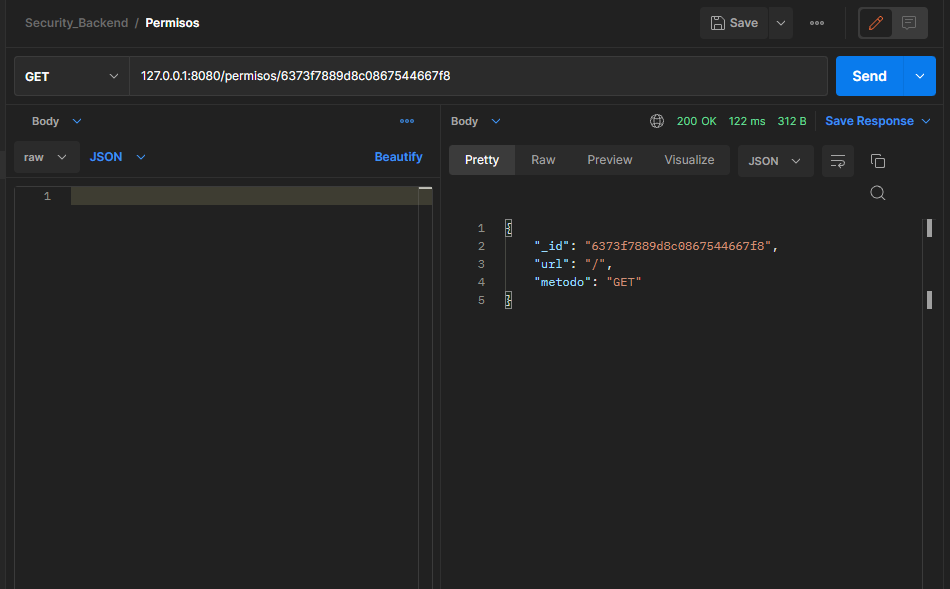 Security_Backend / Permisos
Save
GET
127.0.0.1:8080/permisos/6373f7889d8c0867544667f8
Send
Body
raw
JSON
Beautify
1
Body
200 OK
122 ms
312 B
Save Response
Pretty
Raw
Preview
Visualize
JSON
1 {
2 "_id": "6373f7889d8c0867544667f8",
3 "url": "/",
4 "metodo": "GET"
5 }